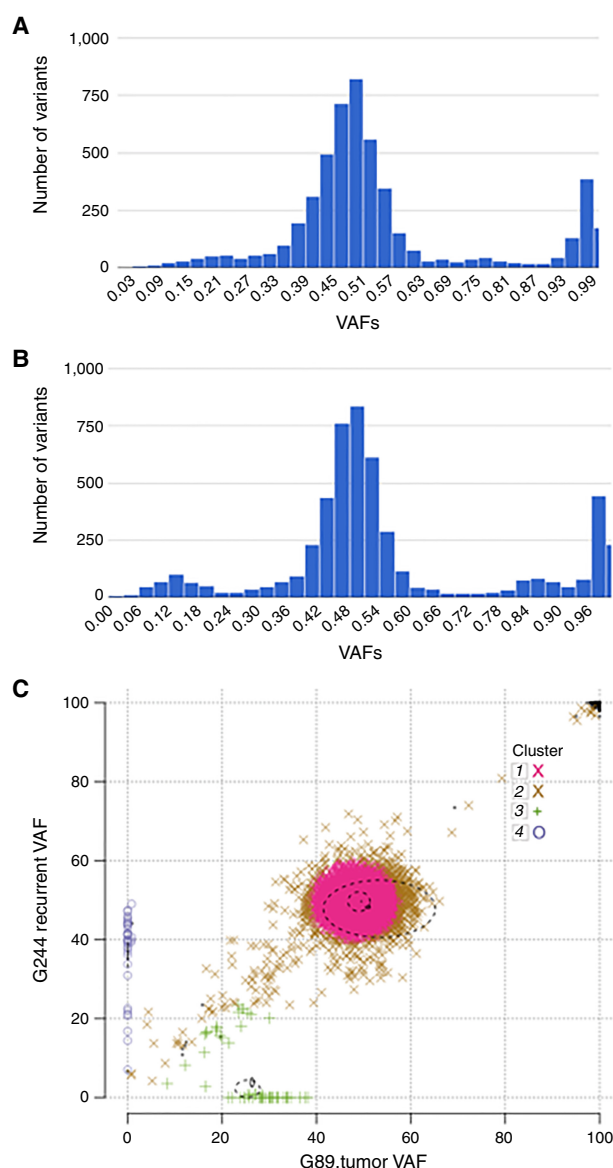 A
Number of variants
1,000
750
500
250
0
0.03 0.09 0.15 0.21 0.27 0.33 0.39 0.45 0.51 0.57 0.63 0.69 0.75 0.81 0.87 0.93 0.99
VAFs
B
Number of variants
1,000
750
500
250
0
0.00 0.06 0.12 0.18 0.24 0.30 0.36 0.42 0.48 0.54 0.60 0.66 0.72 0.78 0.84 0.90 0.96
VAFs
C
G244 recurrent VAF
100
80
60
40
20
0
Cluster
1
2
3
4
0 20 40 60 80 100
G89.tumor VAF